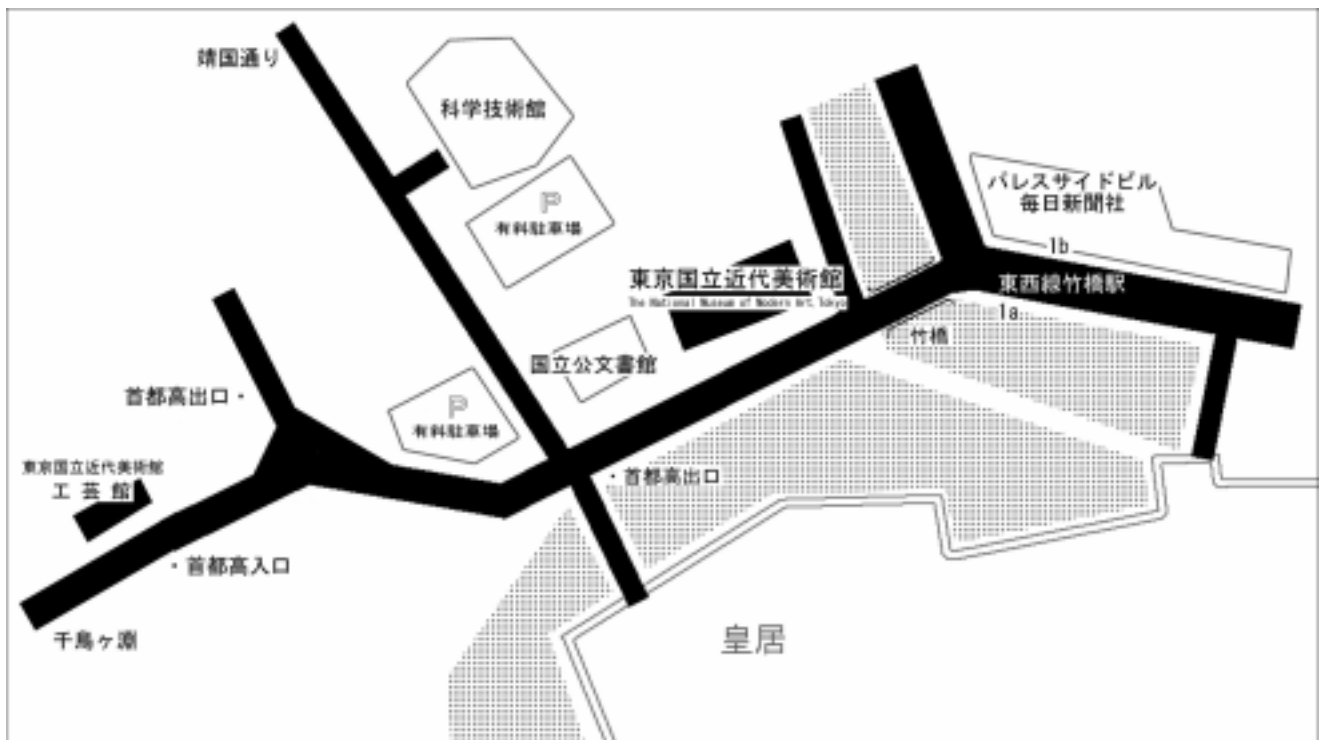 靖国通り
科学技術館
P
有料駐車場
パレスサイドビル
毎日新聞社
1b
東京国立近代美術館
The National Museum of Modern Art, Tokyo
東西線竹橋駅
1a
竹橋
国立公文書館
首都高出口・
P
有料駐車場
東京国立近代美術館
工芸館
・首都高出口
・首都高入口
千鳥ヶ淵
皇居